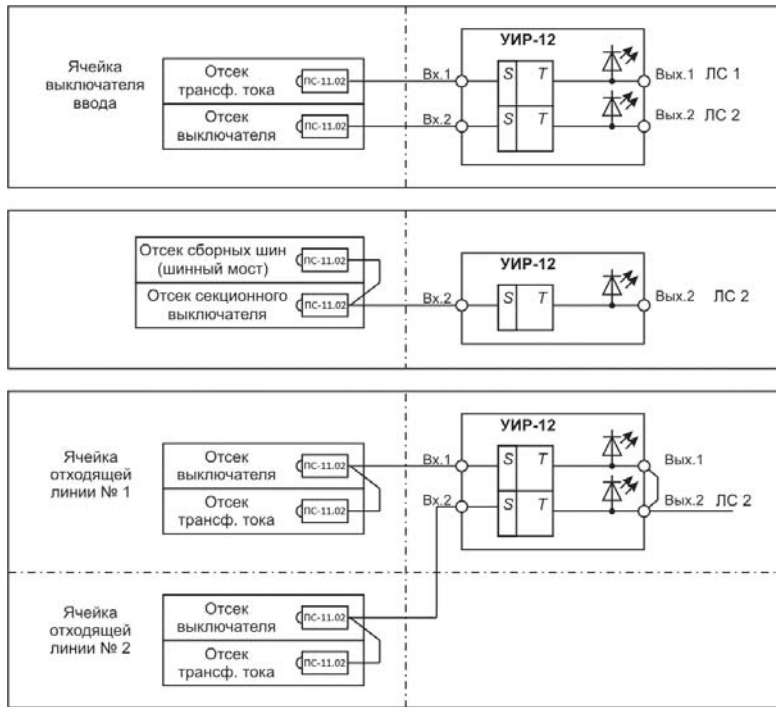 УИР-12
Ячейка
выключателя
ввода
Отсек
трансф. тока
ПС-11.02
Вх.1
S
T
Вых.1 ЛС 1
Отсек
выключателя
ПС-11.02
Вх.2
S
T
Вых.2 ЛС 2
УИР-12
Отсек сборных шин
(шинный мост)
ПС-11.02
Отсек секционного
выключателя
ПС-11.02
Вх.2
S
T
Вых.2 ЛС 2
УИР-12
Ячейка
отходящей
линии № 1
Отсек
выключателя
ПС-11.02
Вх.1
S
T
Вых.1
Отсек
трансф. тока
ПС-11.02
Вх.2
S
T
Вых.2 ЛС 2
Ячейка
отходящей
линии № 2
Отсек
выключателя
ПС-11.02
Отсек
трансф. тока
ПС-11.02